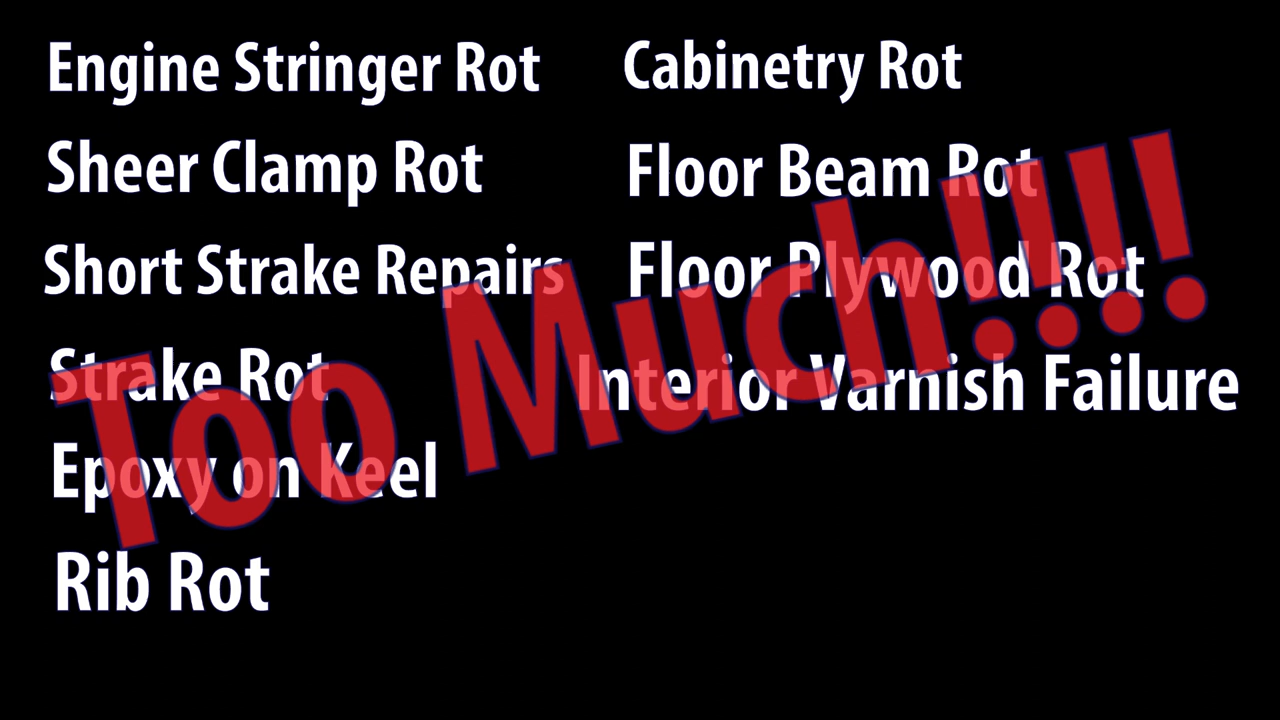 Engine Stringer Rot
Sheer Clamp Rot
Short Strake Repairs
Strake Rot
Epoxy on Keel
Rib Rot
Cabinetry Rot
Floor Beam Rot
Floor Plywood Rot
Interior Varnish Failure
Too Much!!!!